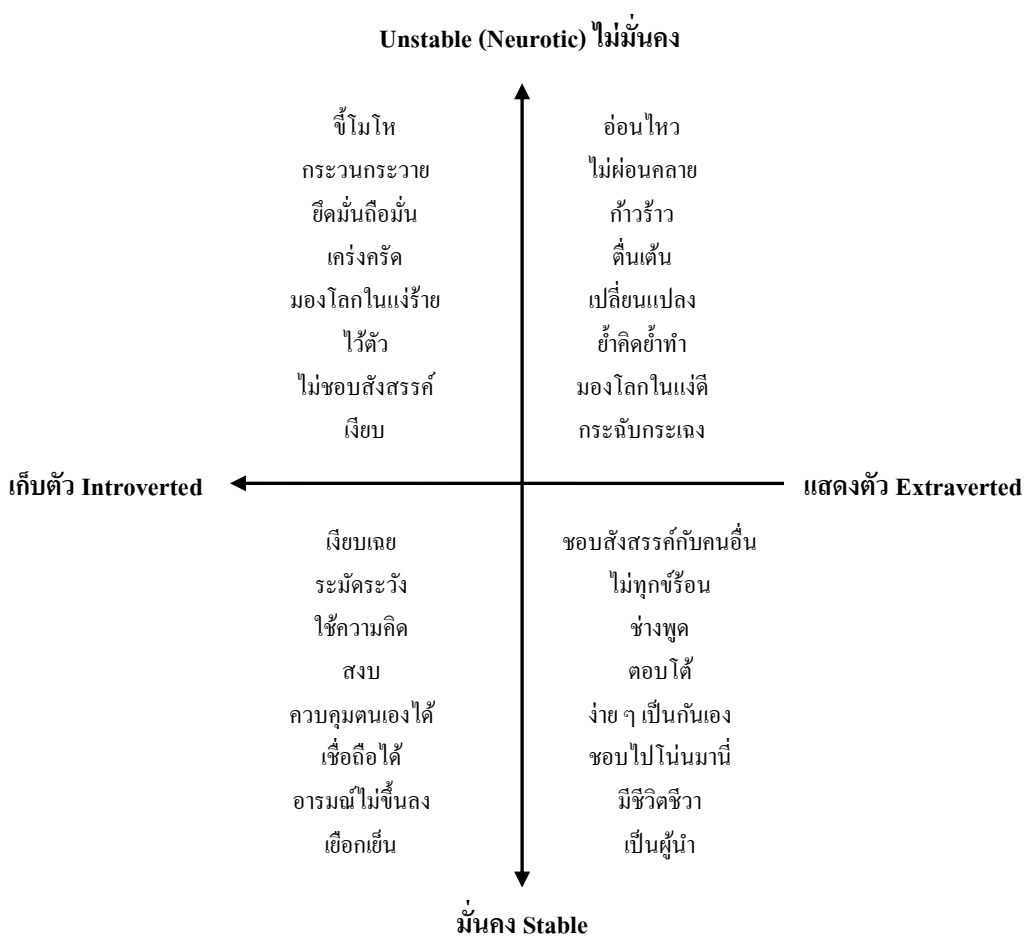 Unstable (Neurotic) ไม่มั่นคง
ขี้โมโห
กระวนกระวาย
ยึดมั่นถือมั่น
เคร่งครัด
มองโลกในแง่ร้าย
ไว้ตัว
ไม่ชอบสังสรรค์
เงียบ
อ่อนไหว
ไม่ผ่อนคลาย
ก้าวร้าว
ตื่นเต้น
เปลี่ยนแปลง
ย้ำคิดย้ำทำ
มองโลกในแง่ดี
กระฉับกระเฉง
เก็บตัว Introverted
แสดงตัว Extraverted
เงียบเฉย
ระมัดระวัง
ใช้ความคิด
สงบ
ควบคุมตนเองได้
เชื่อถือได้
อารมณ์ไม่ขึ้นลง
เยือกเย็น
ชอบสังสรรค์กับคนอื่น
ไม่ทุกข์ร้อน
ช่างพูด
ตอบโต้
ง่าย ๆ เป็นกันเอง
ชอบไปโน่นมานี่
มีชีวิตชีวา
เป็นผู้นำ
มั่นคง Stable